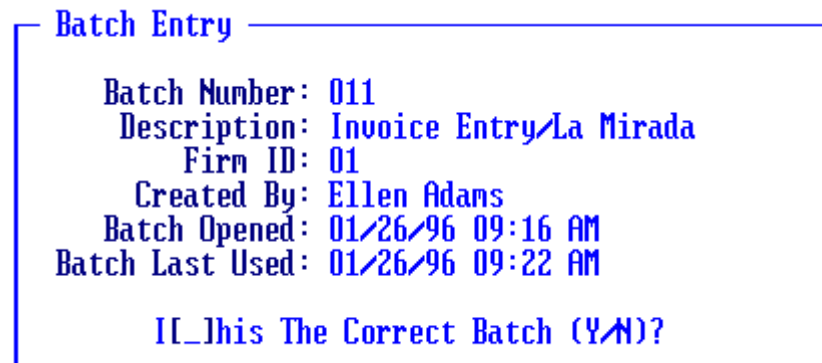 Batch Entry
Batch Number: 011
Description: Invoice Entry/La Mirada
Firm ID: 01
Created By: Ellen Adams
Batch Opened: 01/26/96 09:16 AM
Batch Last Used: 01/26/96 09:22 AM
I[_]his The Correct Batch (Y/N)?